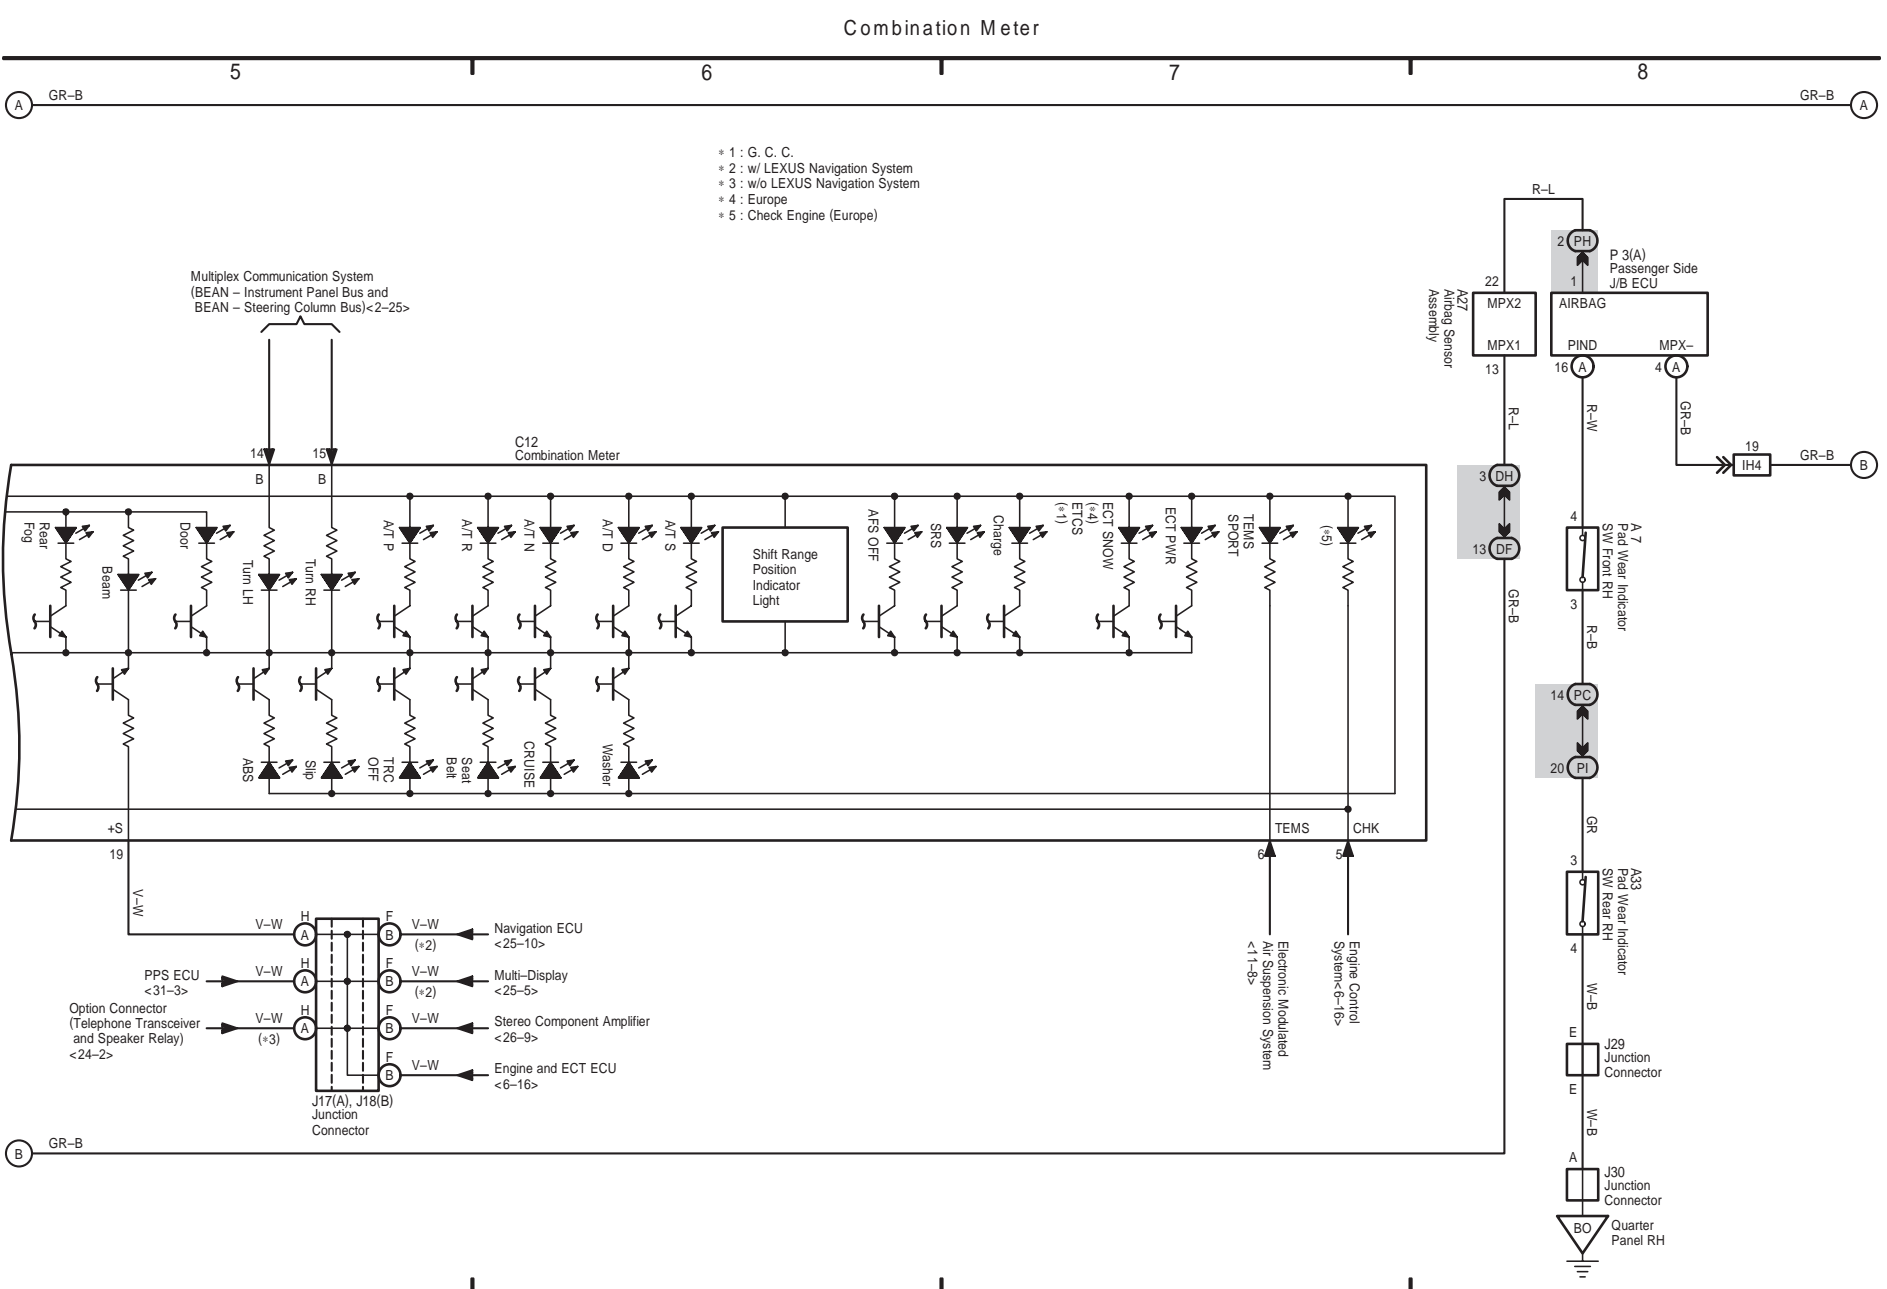 Combination Meter
5
6
7
8
A
GR–B
GR–B
A
∗ 1 : G. C. C.
∗ 2 : w/ LEXUS Navigation System
∗ 3 : w/o LEXUS Navigation System
∗ 4 : Europe
∗ 5 : Check Engine (Europe)
Multiplex Communication System
(BEAN – Instrument Panel Bus and
BEAN – Steering Column Bus)<2–25>
14
15
B
B
C12
Combination Meter
Rear
Fog
Beam
Door
Turn LH
Turn RH
A/T P
A/T R
A/T N
A/T D
A/T S
Shift Range
Position
Indicator
Light
AFS OFF
SRS
Charge
ECT SNOW
(∗4)
ETCS
(∗1)
ECT PWR
TEMS
SPORT
(∗5)
ABS
Slip
TRC
OFF
Seat
Belt
CRUISE
Washer
+S
19
TEMS
6
CHK
5
V–W
V–W
H
A
F
B
V–W
(∗2)
Navigation ECU
<25–10>
PPS ECU
<31–3>
V–W
H
A
F
B
V–W
(∗2)
Multi–Display
<25–5>
Option Connector
(Telephone Transceiver
and Speaker Relay)
<24–2>
V–W
(∗3)
H
A
F
B
V–W
Stereo Component Amplifier
<26–9>
F
B
V–W
Engine and ECT ECU
<6–16>
J17(A), J18(B)
Junction
Connector
Electronic Modulated
Air Suspension System
<11–8>
Engine Control
System<6–16>
B
GR–B
R–L
22
MPX2
MPX1
13
A27
Airbag Sensor
Assembly
R–L
3
DH
13
DF
GR–B
2
PH
1
P 3(A)
Passenger Side
J/B ECU
AIRBAG
PIND
MPX–
16
A
4
A
R–W
GR–B
19
IH4
GR–B
B
4
A 7
Pad Wear Indicator
SW Front RH
3
R–B
14
PC
20
PI
GR
3
A33
Pad Wear Indicator
SW Rear RH
4
W–B
E
J29
Junction
Connector
E
W–B
A
J30
Junction
Connector
BO
Quarter
Panel RH